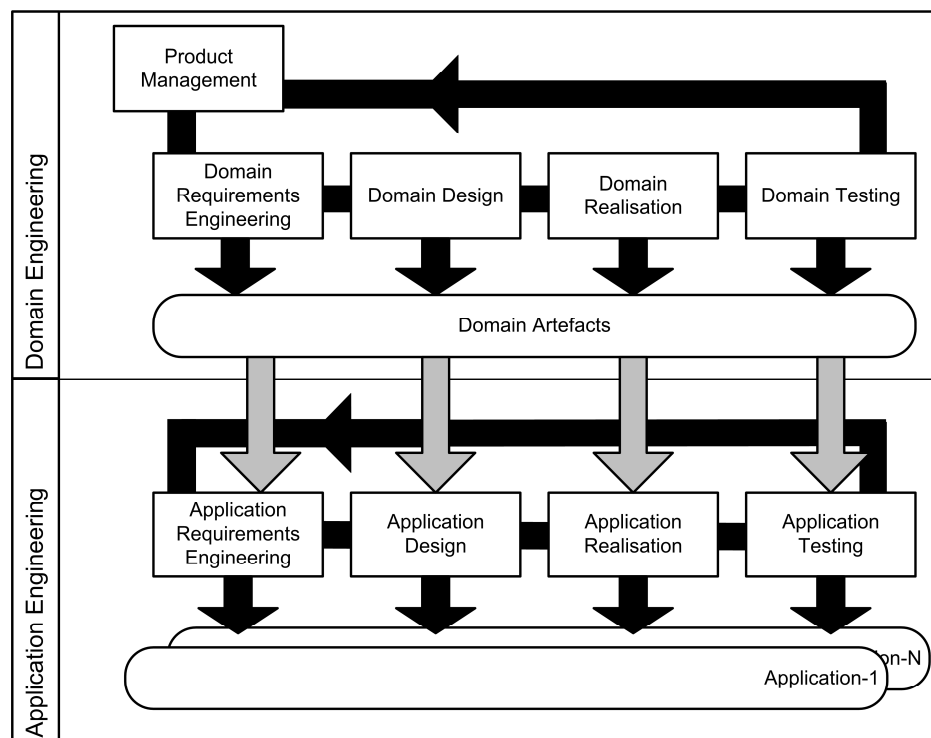 Domain Engineering
Product
Management
Domain
Requirements
Engineering
Domain Design
Domain
Realisation
Domain Testing
Domain Artefacts
Application Engineering
Application
Requirements
Engineering
Application
Design
Application
Realisation
Application
Testing
ion-N
Application-1